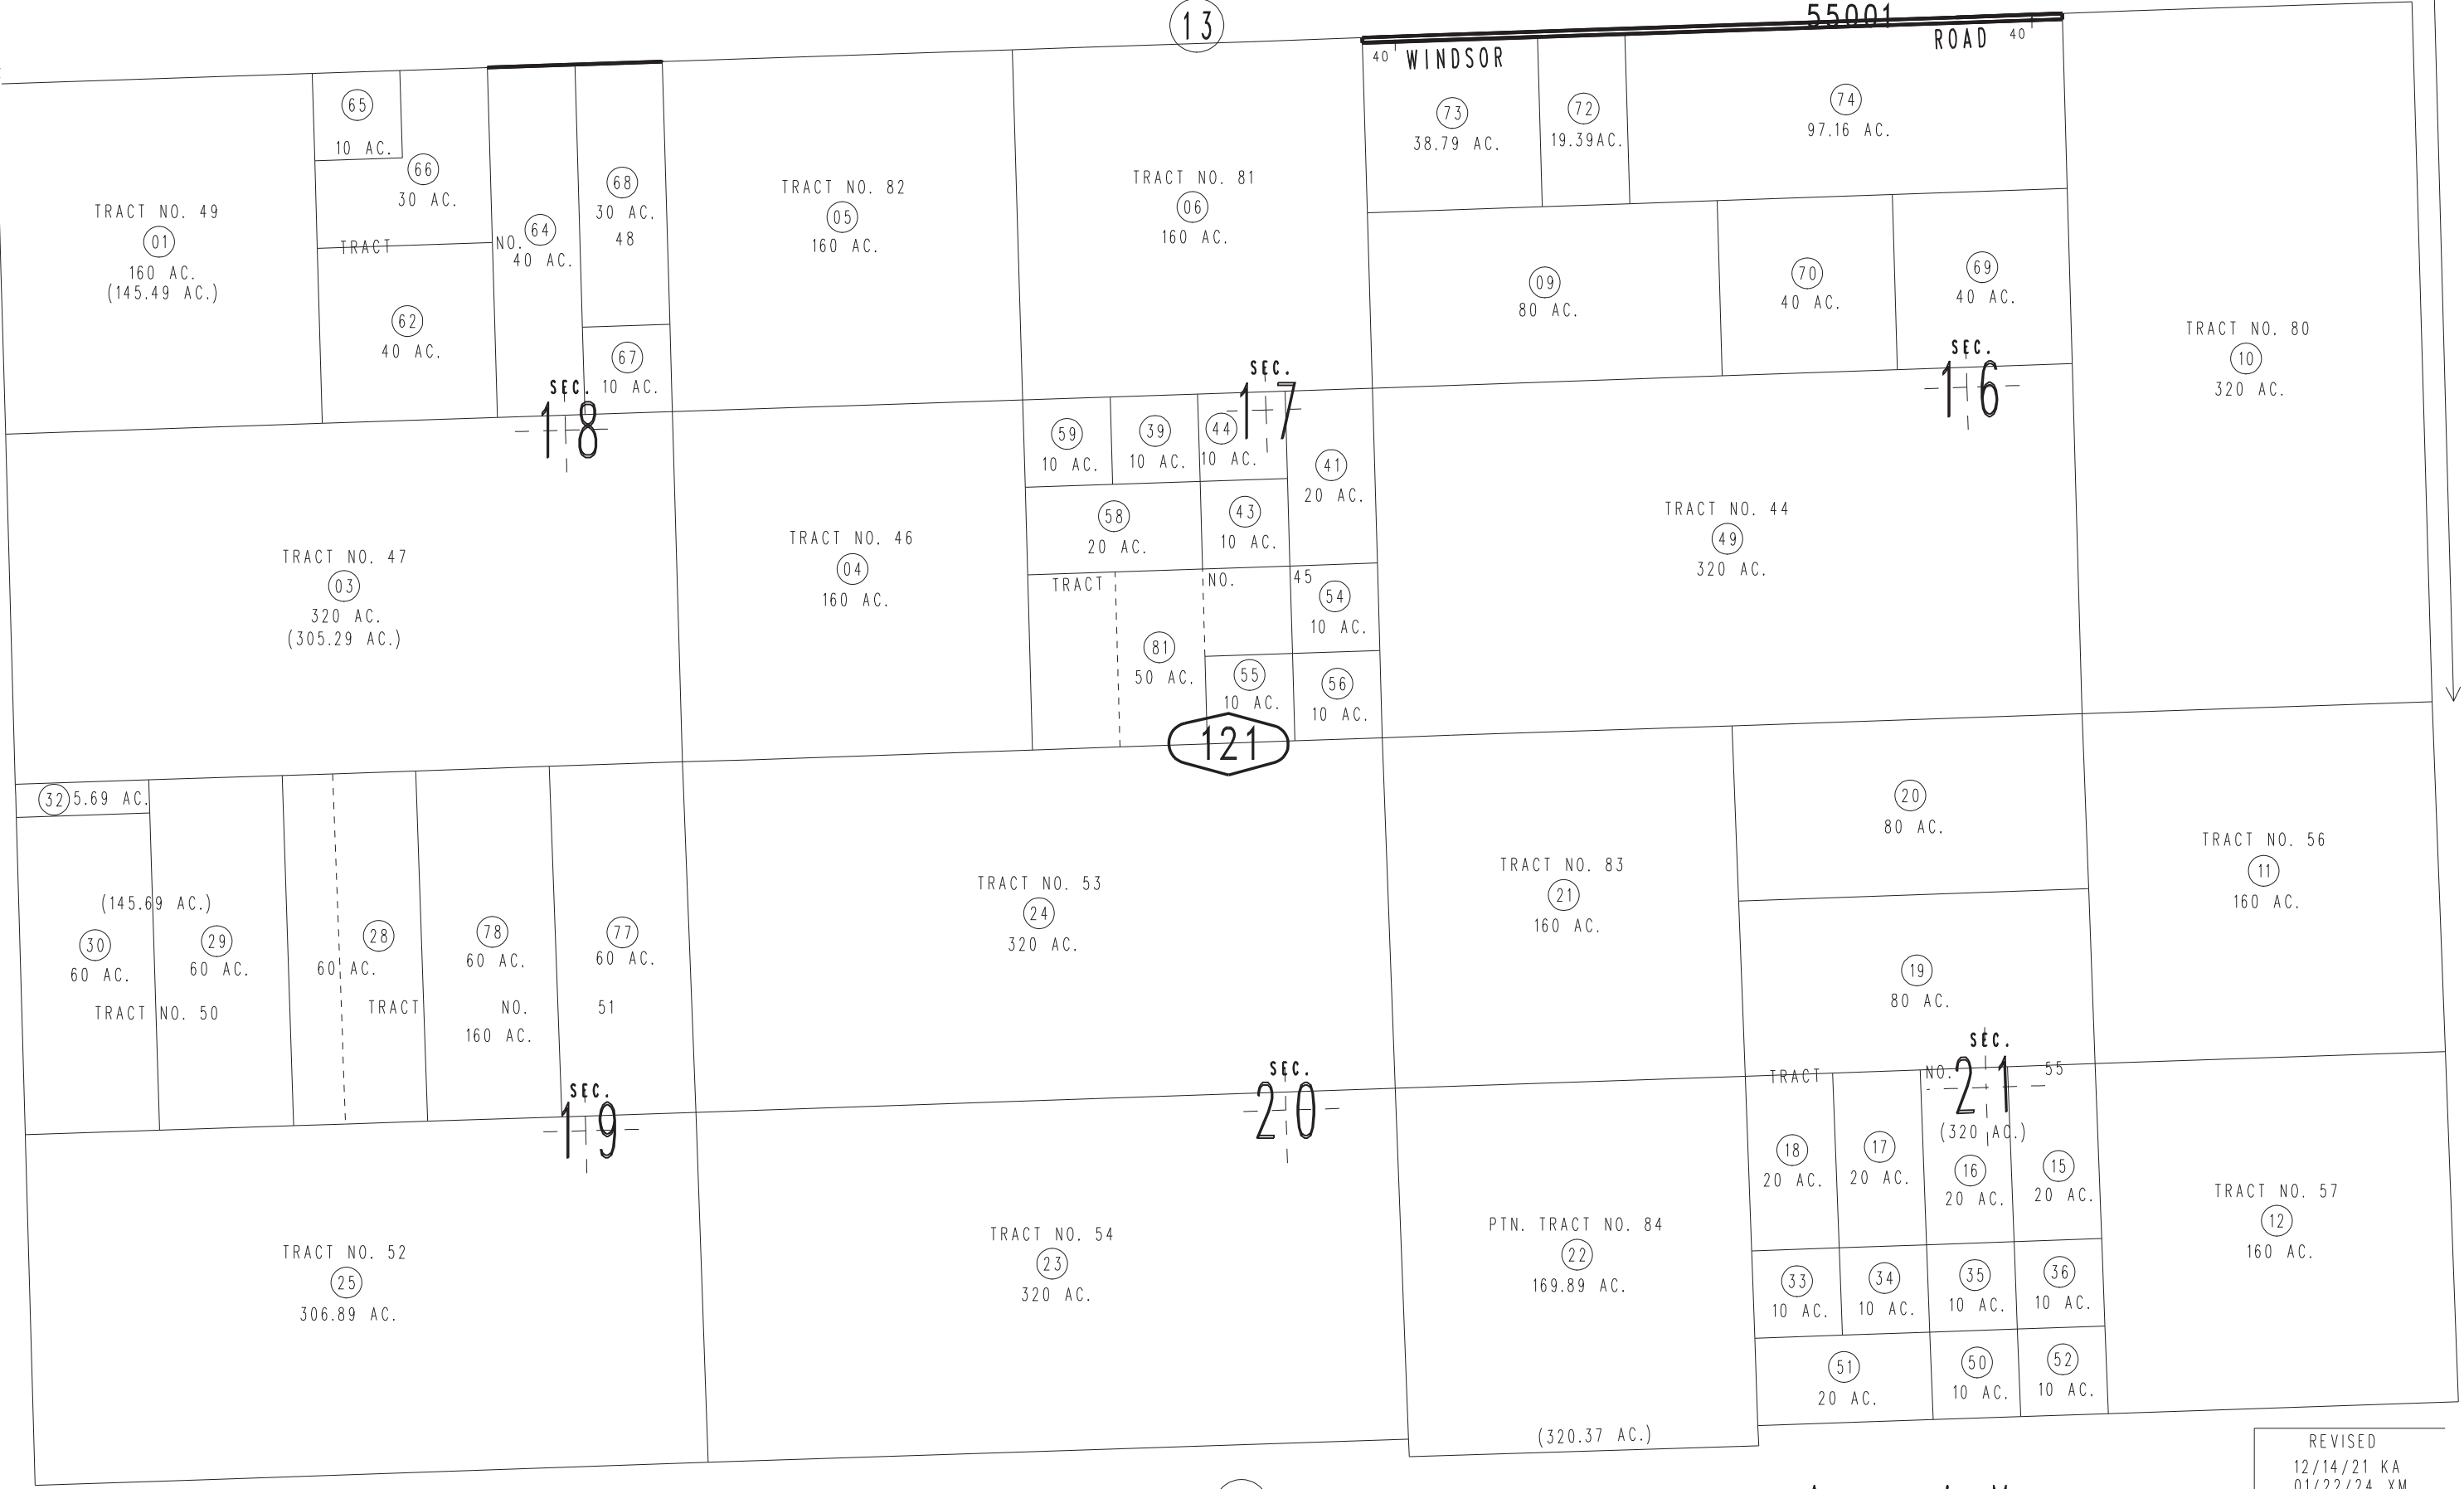 13
55001
40
WINDSOR
ROAD
40
65
10 AC.
66
30 AC.
TRACT NO. 48
64
40 AC.
68
30 AC.
62
40 AC.
67
10 AC.
TRACT NO. 49
01
160 AC.
(145.49 AC.)
TRACT NO. 82
05
160 AC.
TRACT NO. 81
06
160 AC.
73
38.79 AC.
72
19.39AC.
74
97.16 AC.
09
80 AC.
70
40 AC.
69
40 AC.
TRACT NO. 80
10
320 AC.
SEC.
18
SEC.
17
SEC.
16
TRACT NO. 47
03
320 AC.
(305.29 AC.)
TRACT NO. 46
04
160 AC.
59
10 AC.
39
10 AC.
44
10 AC.
41
20 AC.
58
20 AC.
43
10 AC.
TRACT NO. 45
54
10 AC.
81
50 AC.
55
10 AC.
56
10 AC.
TRACT NO. 44
49
320 AC.
121
32 5.69 AC.
(145.69 AC.)
30
60 AC.
29
60 AC.
TRACT NO. 50
28
60 AC.
78
60 AC.
77
60 AC.
TRACT NO. 51
160 AC.
TRACT NO. 53
24
320 AC.
TRACT NO. 83
21
160 AC.
20
80 AC.
19
80 AC.
TRACT NO. 56
11
160 AC.
SEC.
19
SEC.
20
SEC.
21
TRACT NO. 55
(320 AC.)
TRACT NO. 52
25
306.89 AC.
TRACT NO. 54
23
320 AC.
PTN. TRACT NO. 84
22
169.89 AC.
(320.37 AC.)
18
20 AC.
17
20 AC.
16
20 AC.
15
20 AC.
33
10 AC.
34
10 AC.
35
10 AC.
36
10 AC.
51
20 AC.
50
10 AC.
52
10 AC.
TRACT NO. 57
12
160 AC.
REVISED
12/14/21 KA
01/22/24 XM